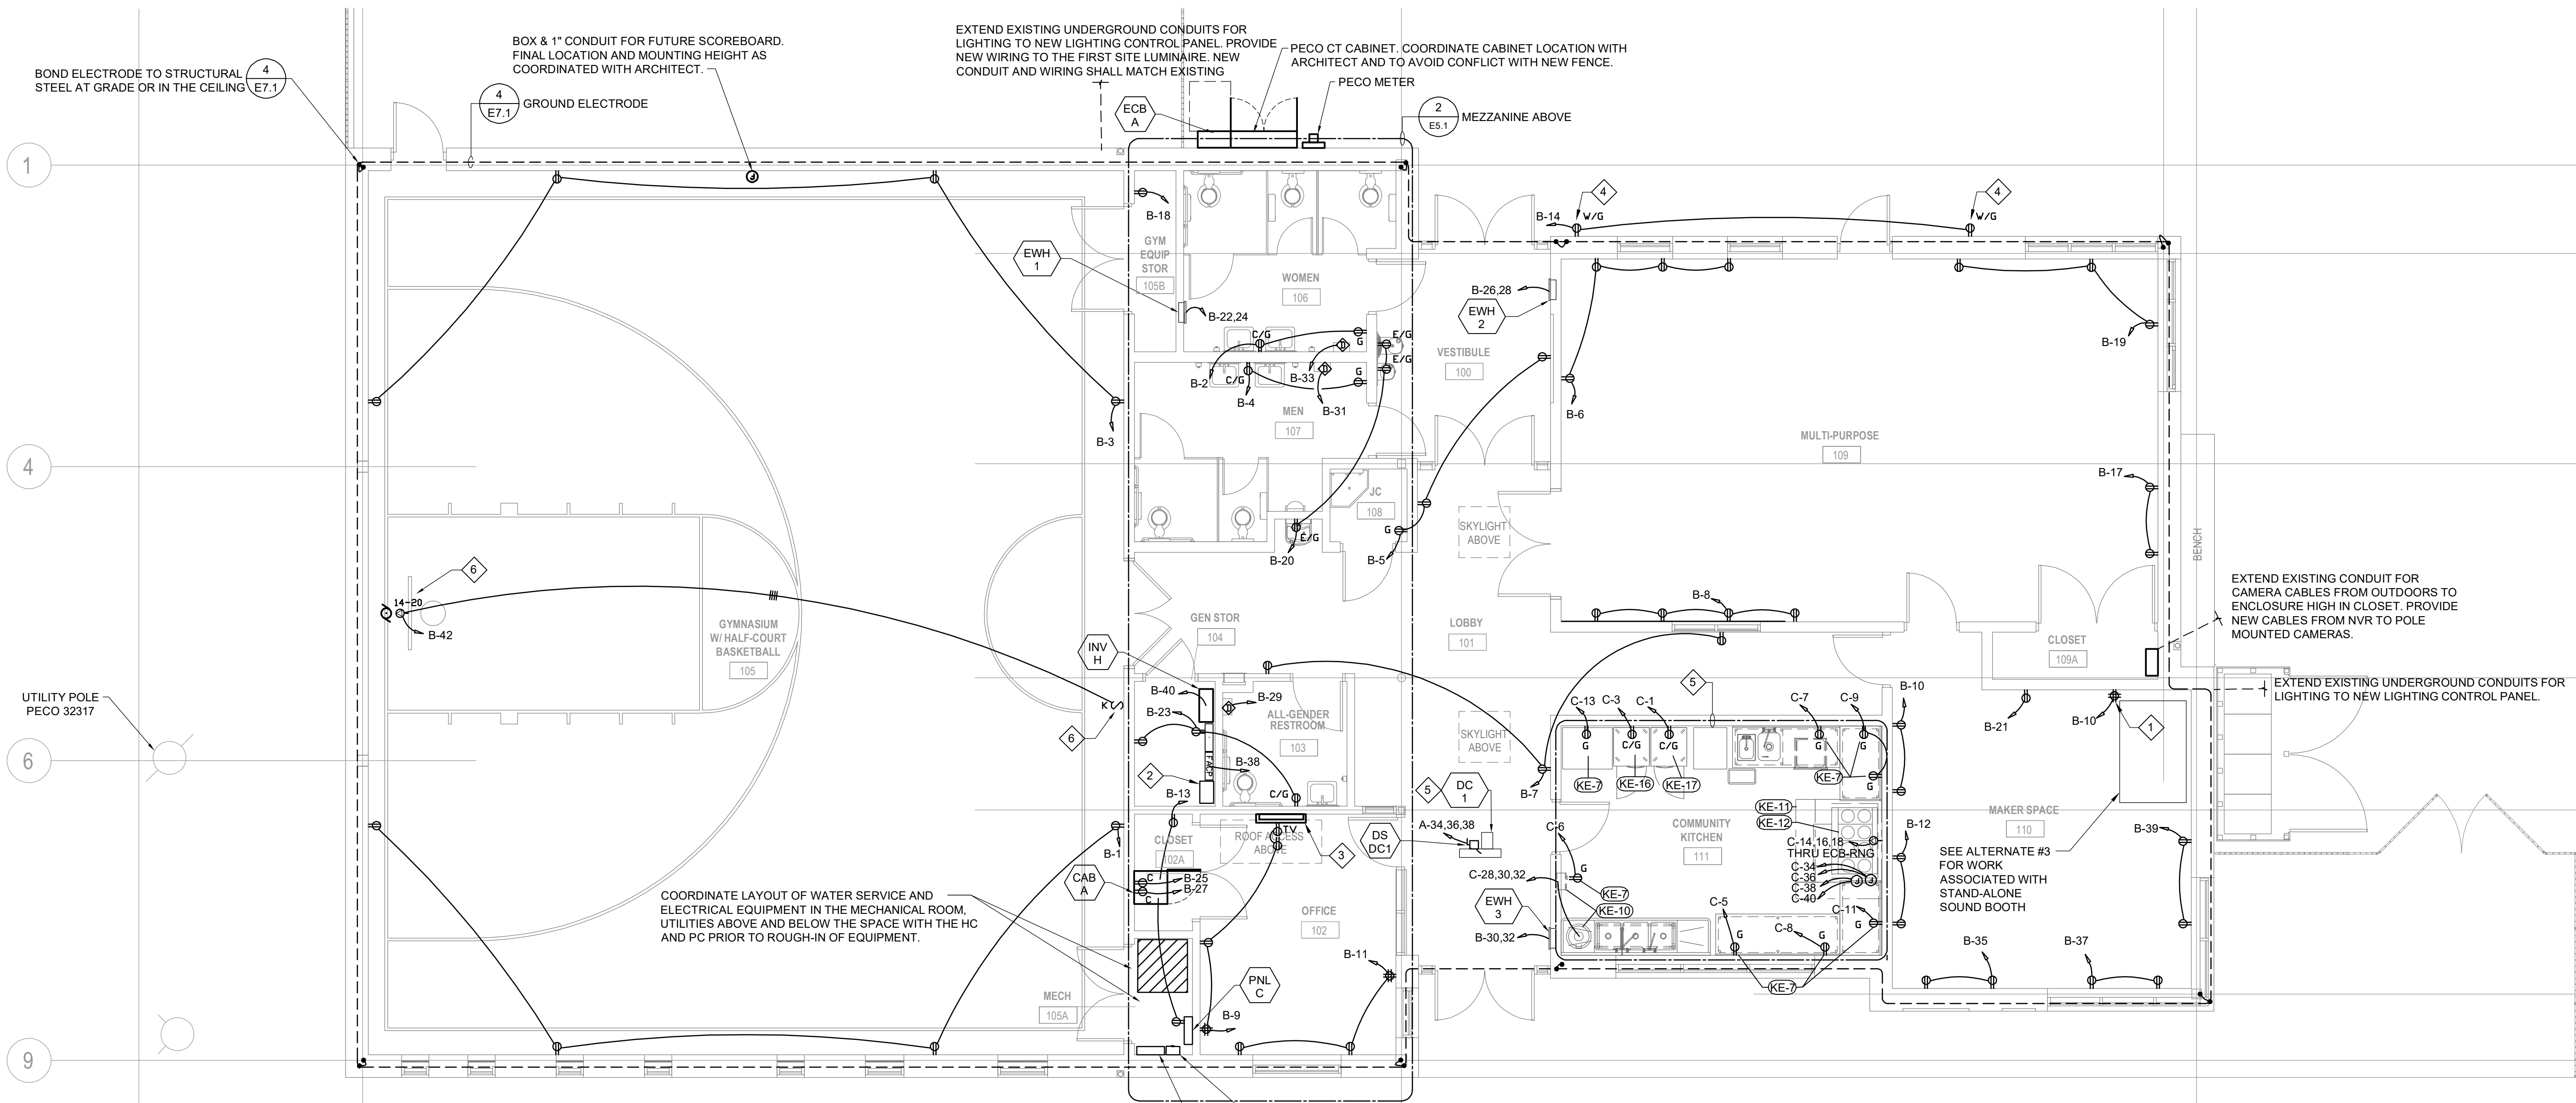 BOX & 1" CONDUIT FOR FUTURE SCOREBOARD.
FINAL LOCATION AND MOUNTING HEIGHT AS
COORDINATED WITH ARCHITECT.
EXTEND EXISTING UNDERGROUND CONDUITS FOR
LIGHTING TO NEW LIGHTING CONTROL PANEL. PROVIDE
NEW WIRING TO THE FIRST SITE LUMINAIRE. NEW
CONDUIT AND WIRING SHALL MATCH EXISTING
PECO CT CABINET. COORDINATE CABINET LOCATION WITH
ARCHITECT AND TO AVOID CONFLICT WITH NEW FENCE.
PECO METER
BOND ELECTRODE TO STRUCTURAL
STEEL AT GRADE OR IN THE CEILING
4
E7.1
4
E7.1
GROUND ELECTRODE
ECB
A
2
E5.1
MEZZANINE ABOVE
1
B-18
B-14
W/G
4
W/G
4
GYM
EQUIP
STOR
105B
EWH
1
WOMEN
106
B-22,24
B-26,28
EWH
2
VESTIBULE
100
C/G
G
E/G
E/G
B-2
B-33
C/G
G
B-4
B-31
MEN
107
B-3
B-6
B-19
MULTI-PURPOSE
109
4
B-17
JC
108
G
B-5
E/G
B-20
SKYLIGHT
ABOVE
BENCH
6
14-20
B-42
GYMNASIUM
W/ HALF-COURT
BASKETBALL
105
GEN STOR
104
LOBBY
101
B-8
CLOSET
109A
EXTEND EXISTING CONDUIT FOR
CAMERA CABLES FROM OUTDOORS TO
ENCLOSURE HIGH IN CLOSET. PROVIDE
NEW CABLES FROM NVR TO POLE
MOUNTED CAMERAS.
EXTEND EXISTING UNDERGROUND CONDUITS FOR
LIGHTING TO NEW LIGHTING CONTROL PANEL.
UTILITY POLE
PECO 32317
6
INV
H
B-40
B-23
K
6
B-29
ALL-GENDER
RESTROOM
103
FACP
B-38
2
B-13
C/G
SKYLIGHT
ABOVE
5
C-13
C-3
C-1
C-7
C-9
G
C/G
C/G
G
G
KE-7
KE-16
KE-17
KE-7
G
B-10
B-21
B-10
1
B-7
5
DC
1
A-34,36,38
DS
DC1
TV
ROOF ACCESS
ABOVE
3
CLOSET
102A
B-1
CAB
A
C
C
B-25
B-27
COMMUNITY
KITCHEN
111
KE-11
KE-12
C-14,16,18
THRU ECB-RNG
C-34
C-36
C-38
C-40
C-6
G
C-28,30,32
KE-7
KE-10
EWH
3
B-30,32
C-5
G
C-8
G
C-11
G
KE-7
B-12
MAKER SPACE
110
B-39
SEE ALTERNATE #3
FOR WORK
ASSOCIATED WITH
STAND-ALONE
SOUND BOOTH
B-35
B-37
COORDINATE LAYOUT OF WATER SERVICE AND
ELECTRICAL EQUIPMENT IN THE MECHANICAL ROOM,
UTILITIES ABOVE AND BELOW THE SPACE WITH THE HC
AND PC PRIOR TO ROUGH-IN OF EQUIPMENT.
OFFICE
102
B-11
MECH
105A
PNL
C
B-9
9